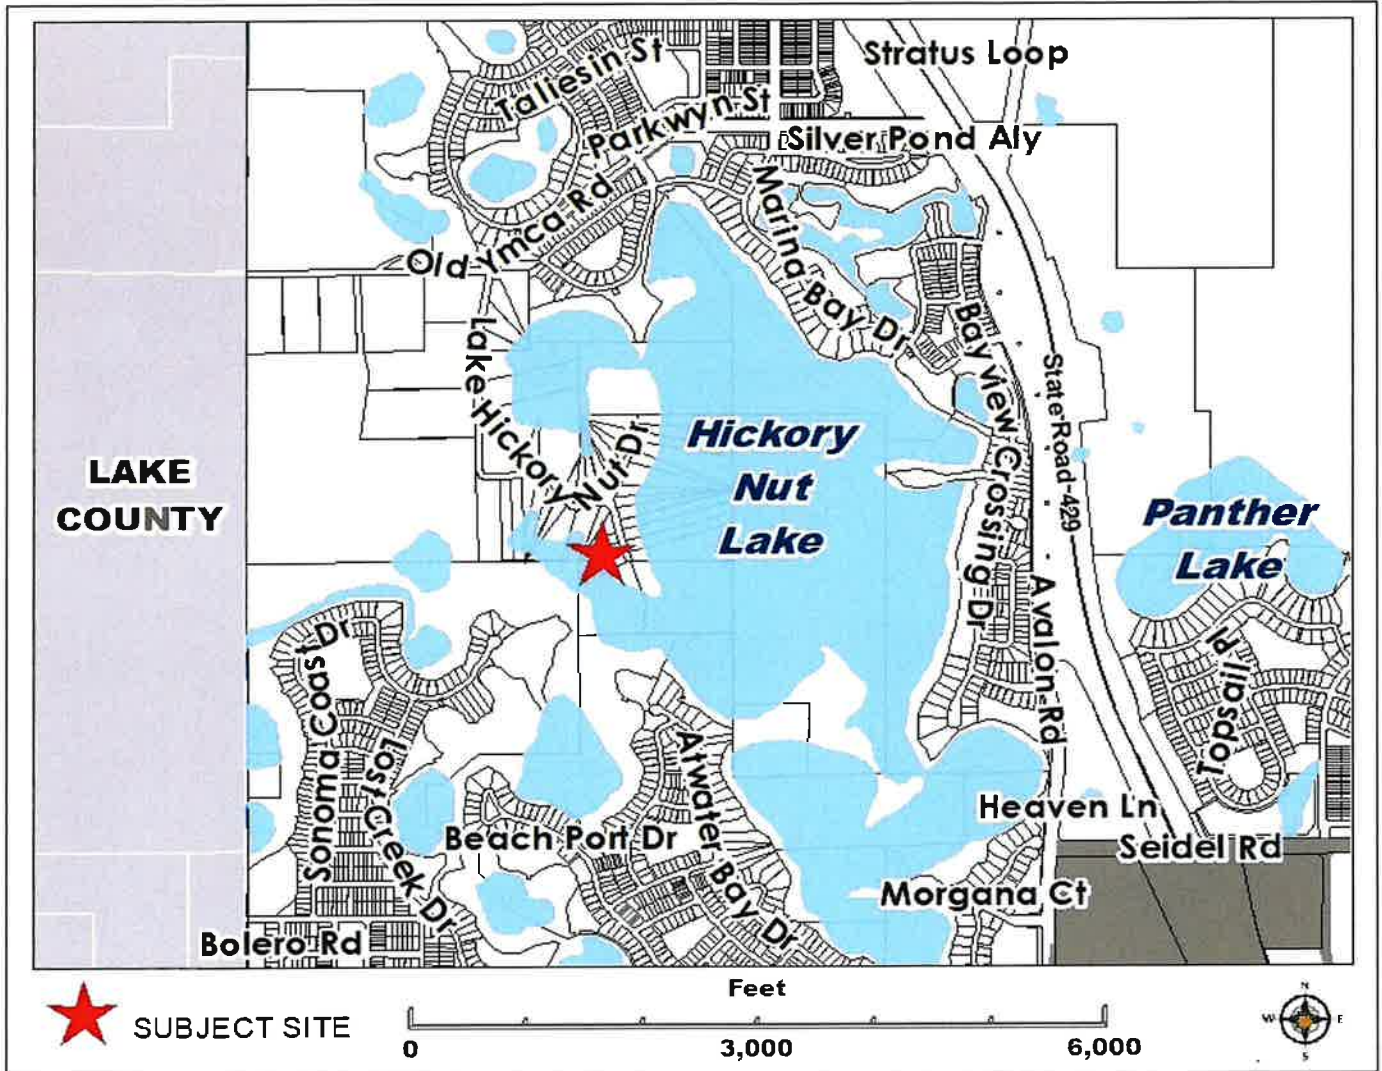 Stratus Loop
Taliesin St
Parkwyn St
Silver Pond Aly
Old Ymca Rd
Marina Bay Dr
Lake Hickory Nut Dr
Bayview Crossing Dr
State Road 429
Hickory
Nut
Lake
LAKE
COUNTY
Panther
Lake
Avalon Rd
Topsail Pl
Sonoma Coast Dr
Lost Creek Dr
Atwater Bay Dr
Beach Port Dr
Heaven Ln
Seidel Rd
Morgana Ct
Bolero Rd
SUBJECT SITE
Feet
0 3,000 6,000
N
W E
S